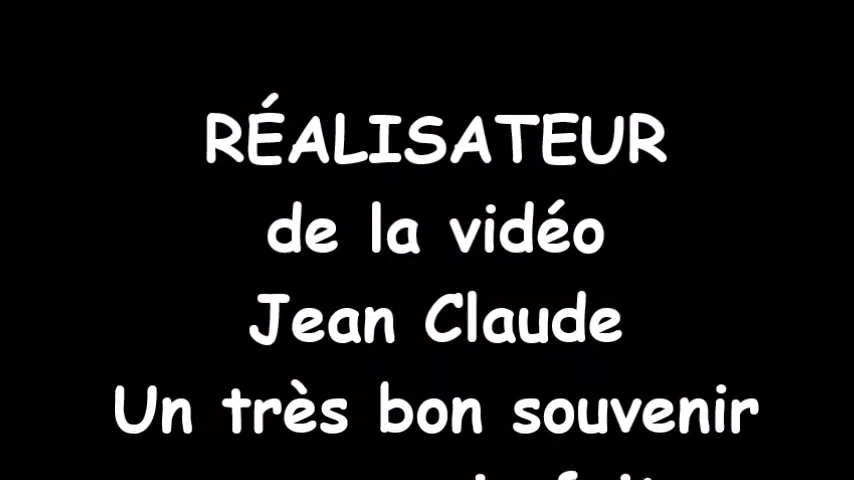 RÉALISATEUR
de la vidéo
Jean Claude
Un très bon souvenir